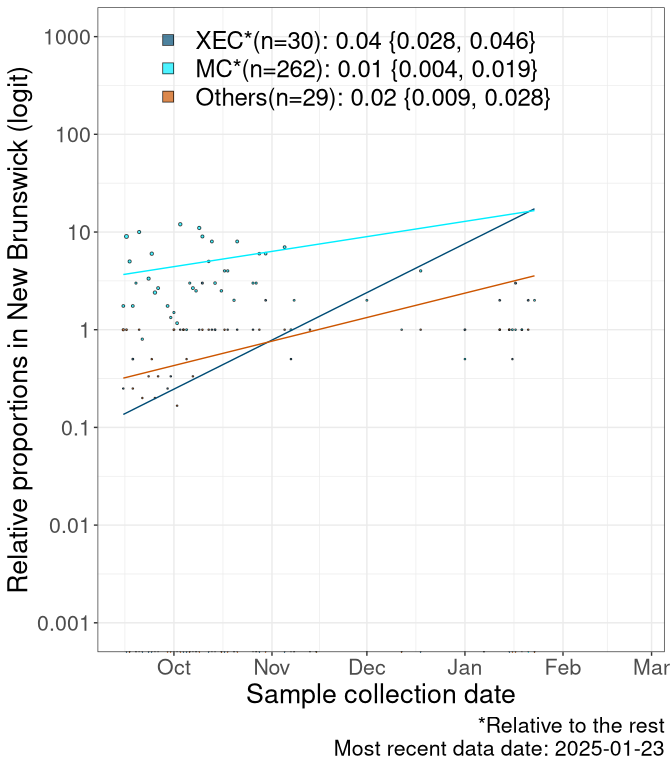 Relative proportions in New Brunswick (logit)
XEC*(n=30): 0.04 {0.028, 0.046}
MC*(n=262): 0.01 {0.004, 0.019}
Others(n=29): 0.02 {0.009, 0.028}
1000
100
10
1
0.1
0.01
0.001
Oct Nov Dec Jan Feb Mar
Sample collection date
*Relative to the rest
Most recent data date: 2025-01-23